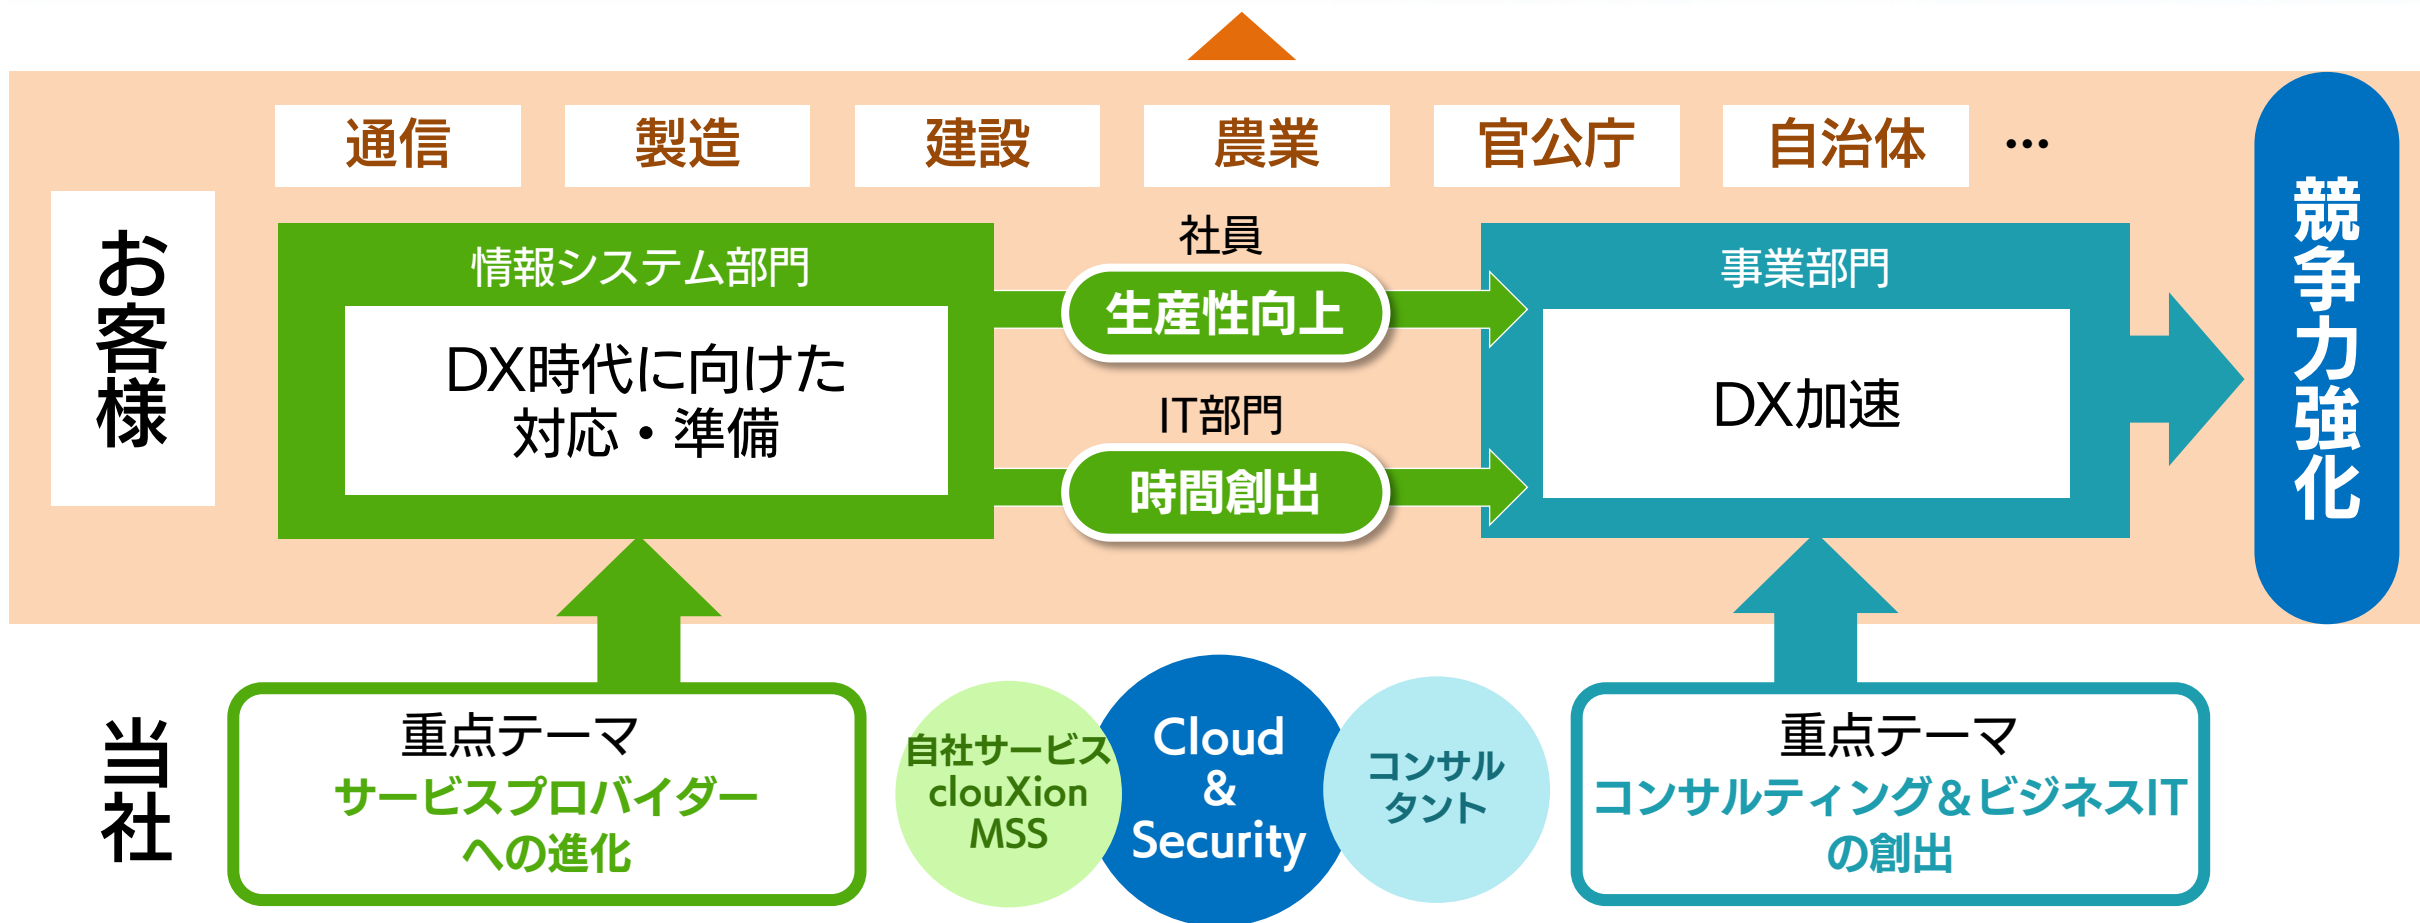 通信
製造
建設
農業
官公庁
自治体
…
お客様
情報システム部門
DX時代に向けた
対応・準備
社員
生産性向上
IT部門
時間創出
事業部門
DX加速
競争力強化
当社
重点テーマ
サービスプロバイダー
への進化
自社サービス
clouXion
MSS
Cloud
&
Security
コンサル
タント
重点テーマ
コンサルティング＆ビジネスIT
の創出